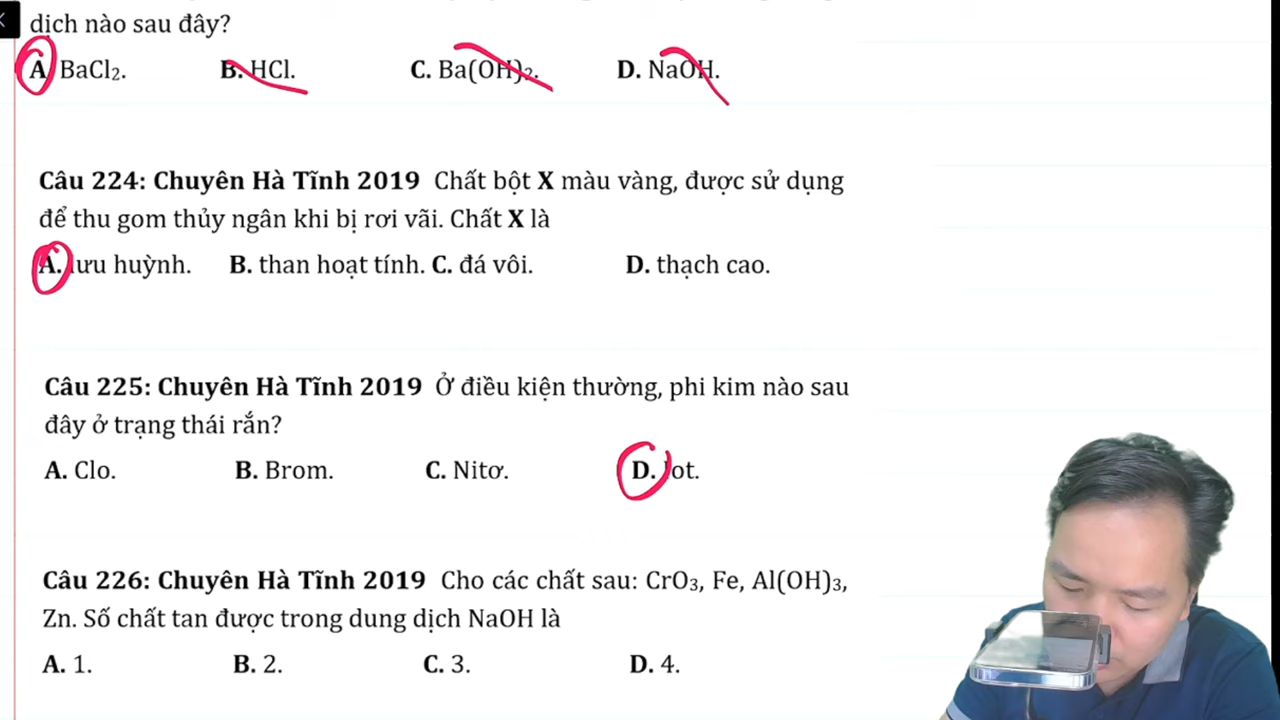 dịch nào sau đây?
A BaCl₂. B. HCl. C. Ba(OH)₂. D. NaOH.
Câu 224: Chuyên Hà Tĩnh 2019 Chất bột X màu vàng, được sử dụng
để thu gom thủy ngân khi bị rơi vãi. Chất X là
A. lưu huỳnh. B. than hoạt tính. C. đá vôi. D. thạch cao.
Câu 225: Chuyên Hà Tĩnh 2019 Ở điều kiện thường, phi kim nào sau
đây ở trạng thái rắn?
A. Clo. B. Brom. C. Nitơ. D. Iot.
Câu 226: Chuyên Hà Tĩnh 2019 Cho các chất sau: CrO₃, Fe, Al(OH)₃,
Zn. Số chất tan được trong dung dịch NaOH là
A. 1. B. 2. C. 3. D. 4.